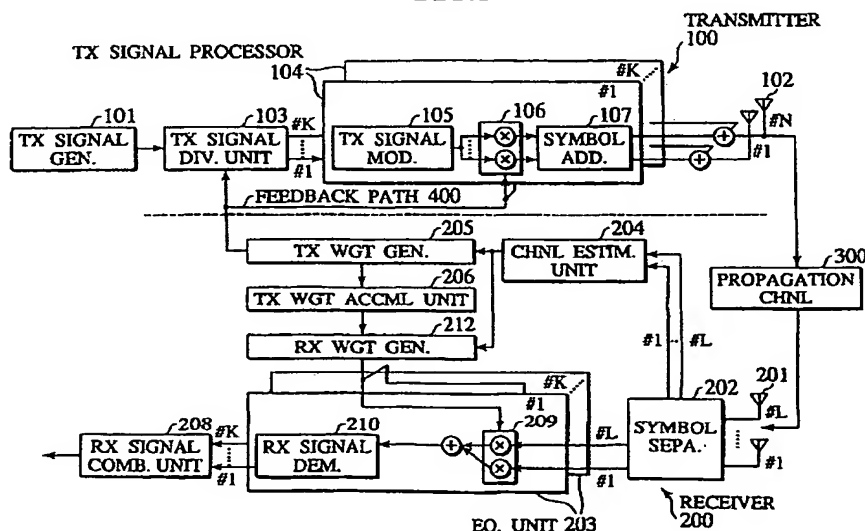 TRANSMITTER
100
TX SIGNAL PROCESSOR
104
#K
#1
102
#N
#1
101
TX SIGNAL
GEN.
103
TX SIGNAL
DIV. UNIT
#K
#1
105
TX SIGNAL
MOD.
106
107
SYMBOL
ADD.
FEEDBACK PATH 400
205
TX WGT GEN.
204
CHNL ESTIM.
UNIT
300
PROPAGATION
CHNL
206
TX WGT ACCML UNIT
212
RX WGT GEN.
#1
#L
202
SYMBOL
SEPA.
201
#L
#1
#K
#1
209
208
RX SIGNAL
COMB. UNIT
#K
#1
210
RX SIGNAL
DEM.
#L
#1
EQ. UNIT 203
RECEIVER
200